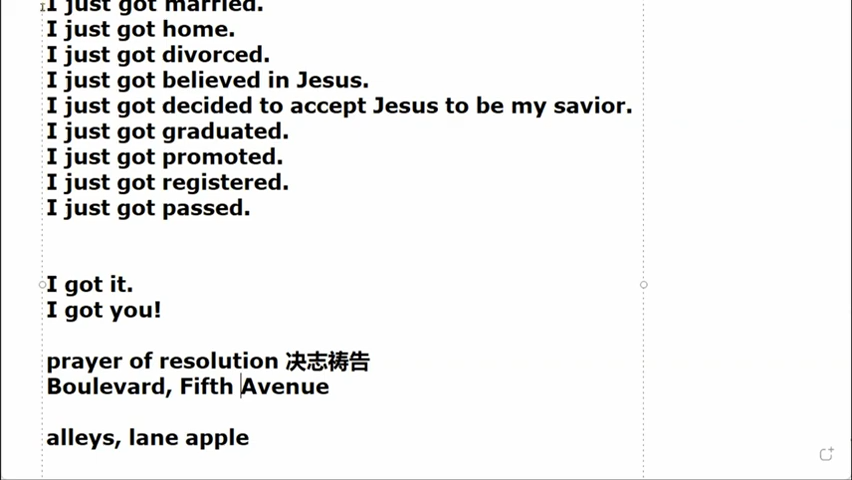 I just got married.
I just got home.
I just got divorced.
I just got believed in Jesus.
I just got decided to accept Jesus to be my savior.
I just got graduated.
I just got promoted.
I just got registered.
I just got passed.
I got it.
I got you!
prayer of resolution 决志祷告
Boulevard, Fifth Avenue
alleys, lane apple